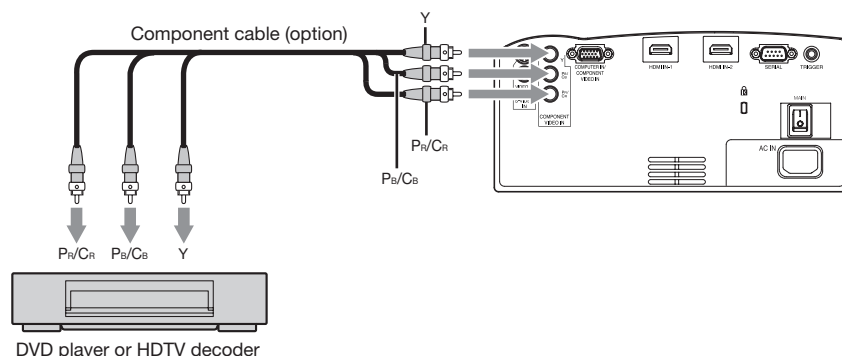 Component cable (option)
Y
PR/CR
PB/CB
PR/CR
PB/CB
Y
DVD player or HDTV decoder
Y
COMPUTER IN/
COMPONENT
VIDEO IN
HDMI IN-1
HDMI IN-2
SERIAL
TRIGGER
IN
COMPONENT
VIDEO IN
MAIN
AC IN